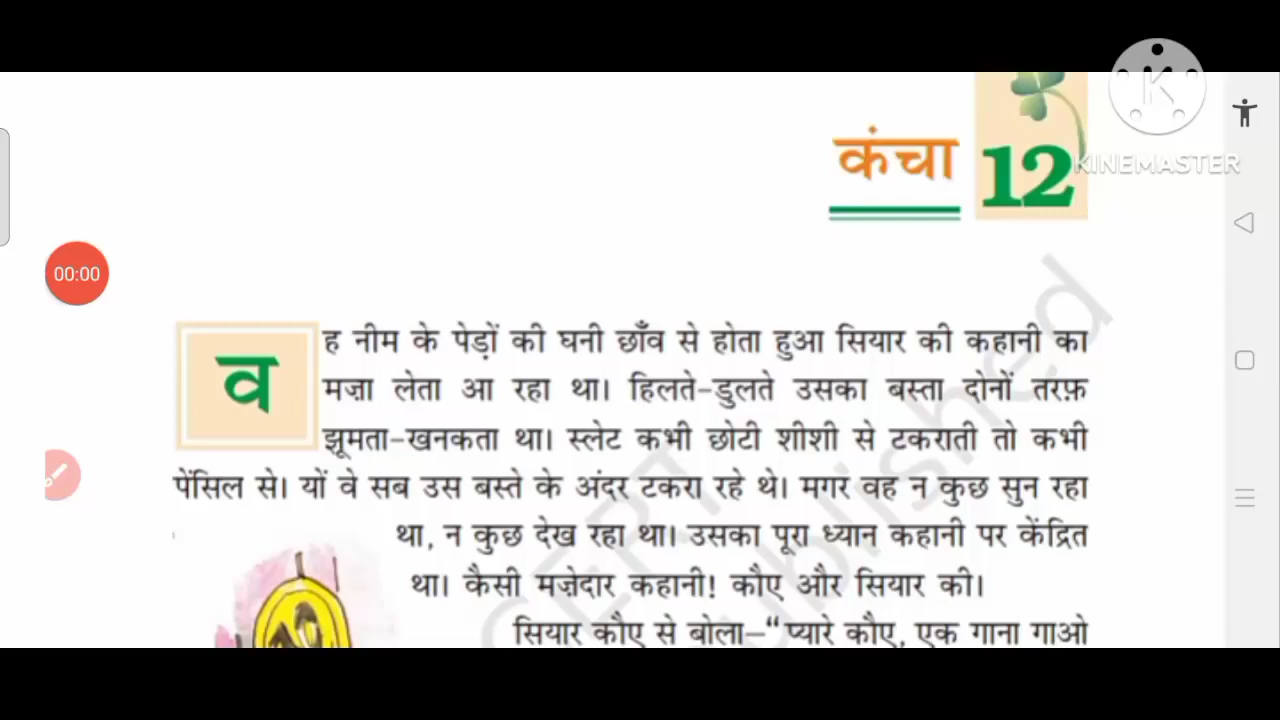 K
KINEMASTER
कंचा
12
00:00
वह नीम के पेड़ों की घनी छाँव से होता हुआ सियार की कहानी का
मज़ा लेता आ रहा था। हिलते-डुलते उसका बस्ता दोनों तरफ़
झूमता-खनकता था। स्लेट कभी छोटी शीशी से टकराती तो कभी
पेंसिल से। यों वे सब उस बस्ते के अंदर टकरा रहे थे। मगर वह न कुछ सुन रहा
था, न कुछ देख रहा था। उसका पूरा ध्यान कहानी पर केंद्रित
था। कैसी मज़ेदार कहानी! कौए और सियार की।
सियार कौए से बोला–“प्यारे कौए, एक गाना गाओ